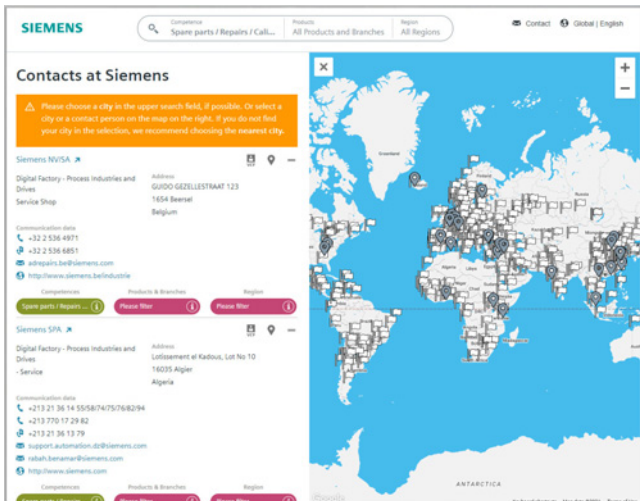 SIEMENS
Competence
Spare parts / Repairs / Cali...
Products
All Products and Branches
Region
All Regions
Contact
Global | English
Contacts at Siemens
Please choose a city in the upper search field, if possible. Or select
a city or a contact person on the map on the right. If you do not find
your city in the selection, we recommend choosing the nearest city.
Siemens NV/SA
Digital Factory - Process Industries and
Drives
Service Shop
Address
GUIDO GEZELLESTRAAT 123
1654 Beersel
Belgium
Communication data
+32 2 536 4971
+32 2 536 6851
adrepairs.be@siemens.com
http://www.siemens.be/industrie
Competences
Products & Branches
Region
Spare parts / Repairs ...
Please filter
Please filter
Siemens SPA
Digital Factory - Process Industries and
Drives
- Service
Address
Lotissement el Kadous, Lot No 10
16035 Algier
Algeria
Communication data
+213 21 36 14 55/58/74/75/76/82/94
+213 770 17 29 82
+213 21 36 13 79
support.automation.dz@siemens.com
rabah.benamar@siemens.com
http://www.siemens.com
Competences
Products & Branches
Region
Greenland
Finland
Russia
Algeria
Libya
Chad
ANTARCTICA